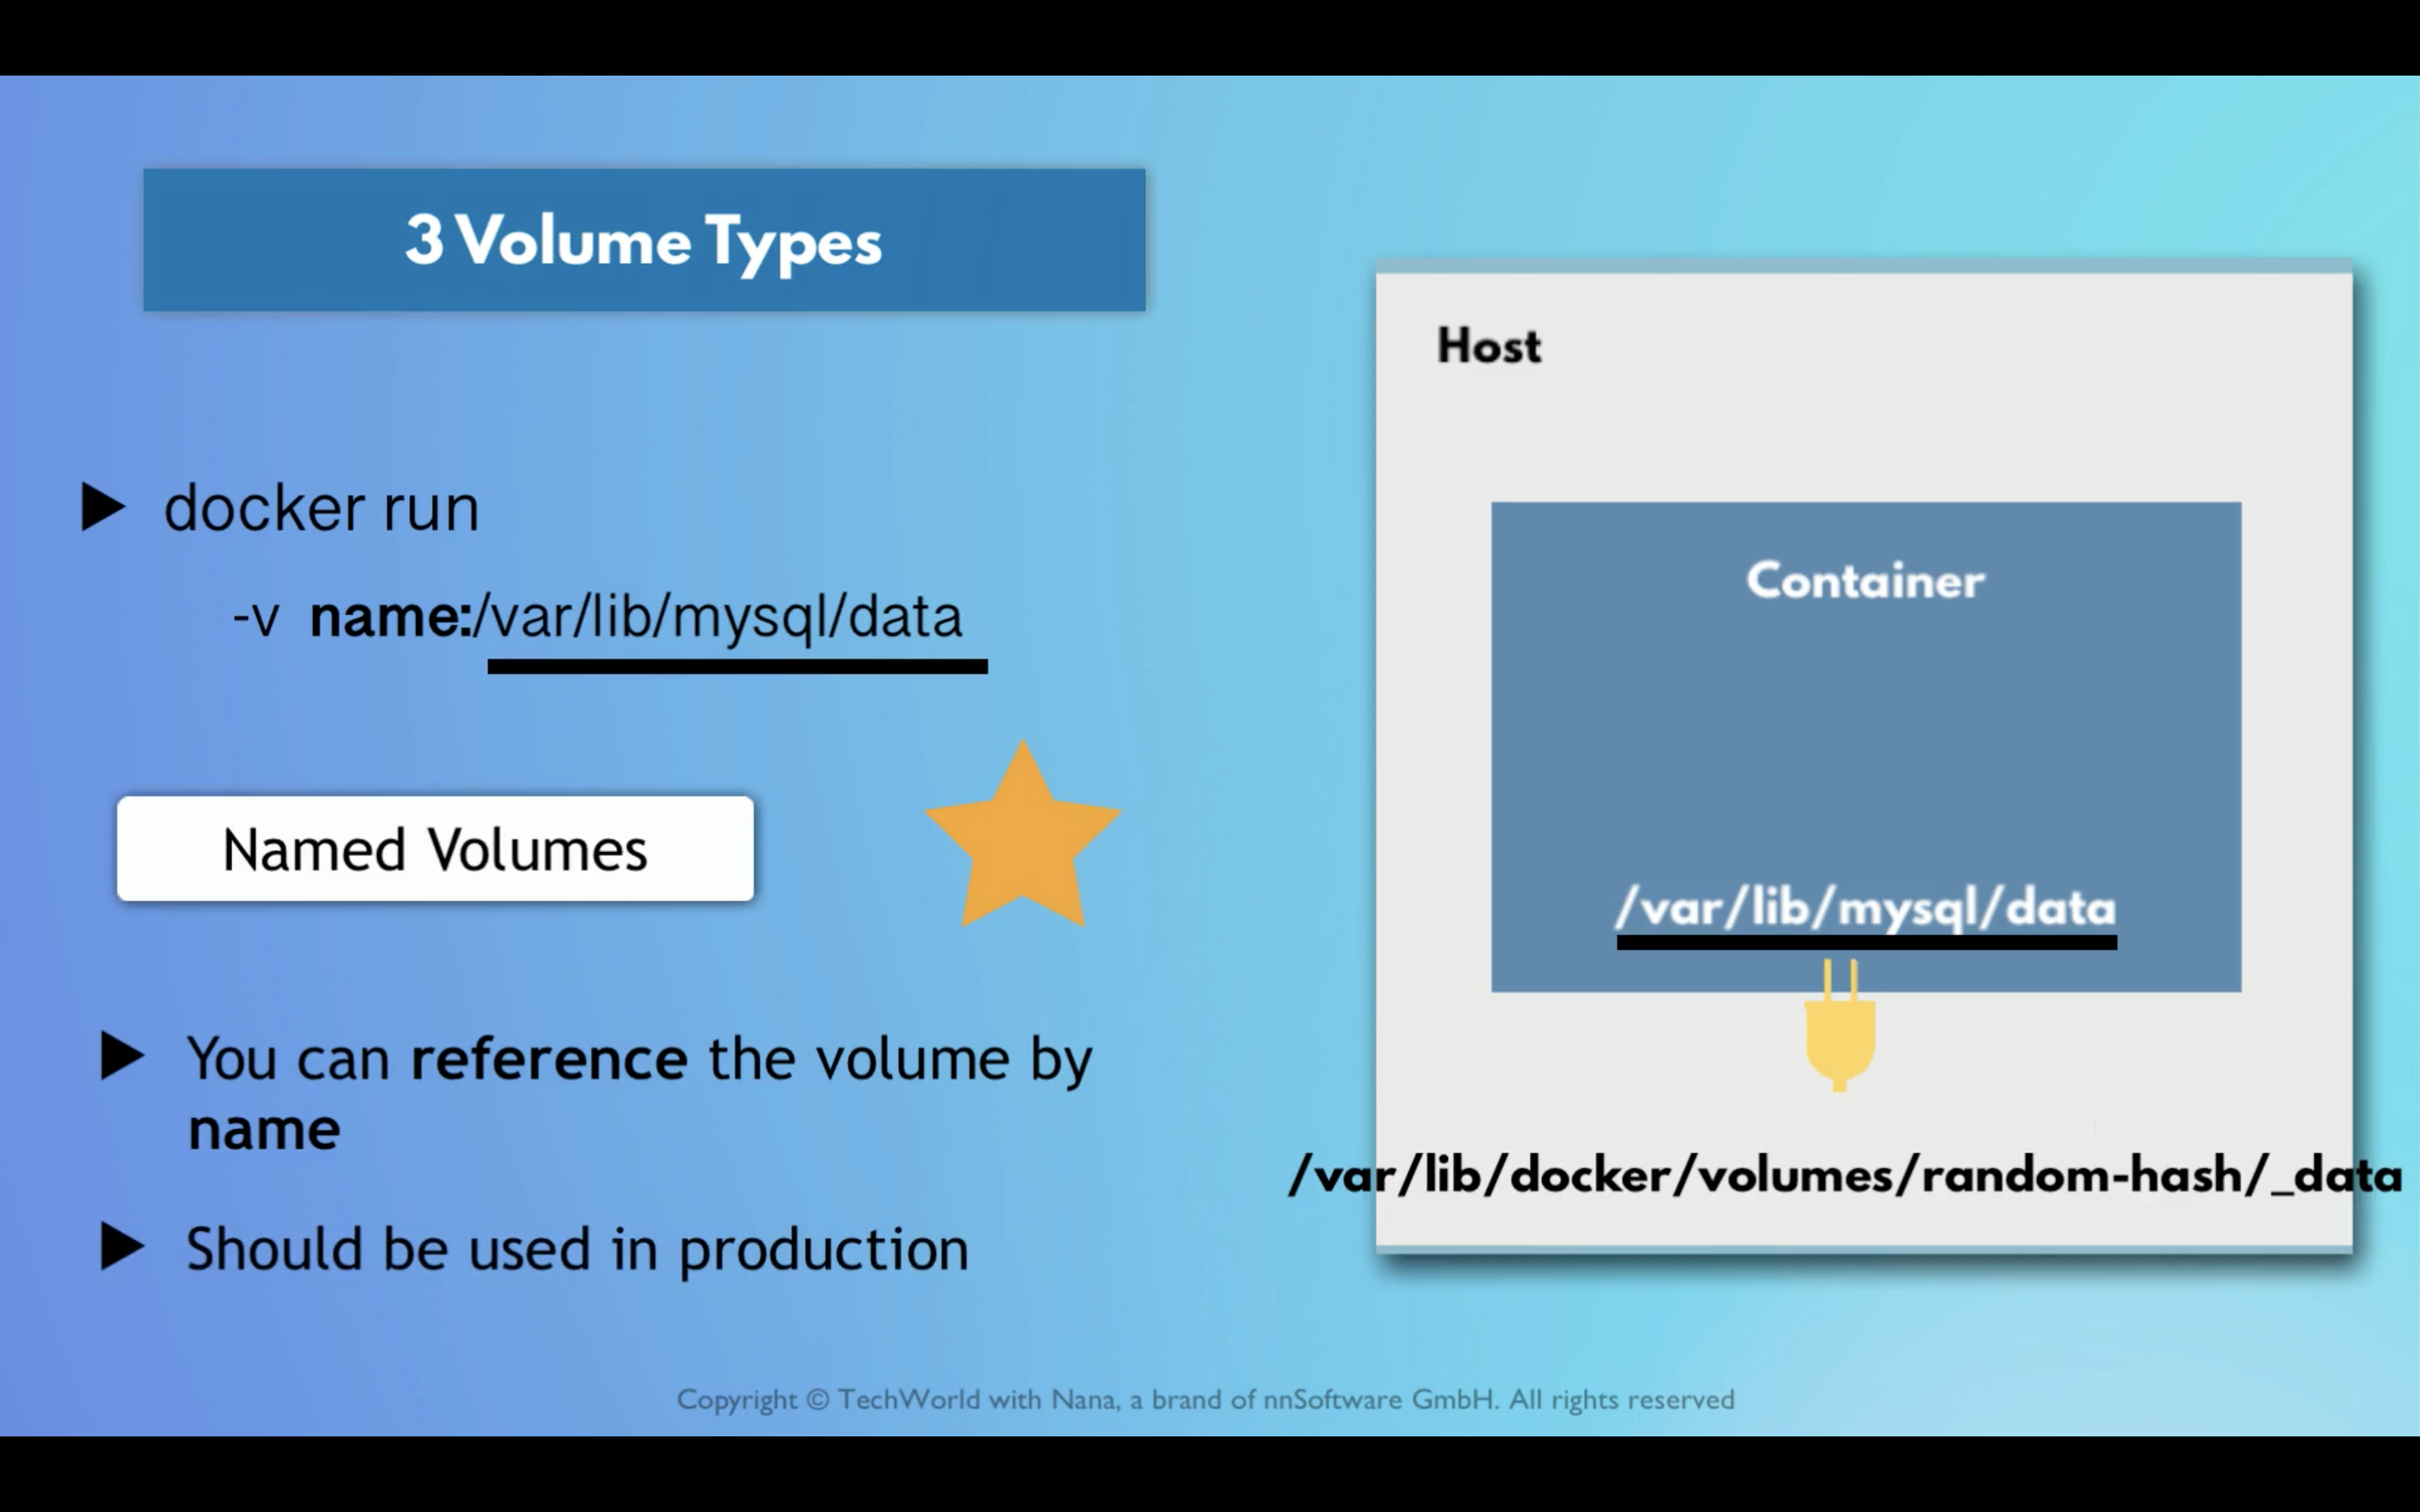 3 Volume Types
docker run
-v name:/var/lib/mysql/data
Named Volumes
You can reference the volume by
name
Should be used in production
Host
Container
/var/lib/mysql/data
/var/lib/docker/volumes/random-hash/_data
Copyright © TechWorld with Nana, a brand of nnSoftware GmbH. All rights reserved